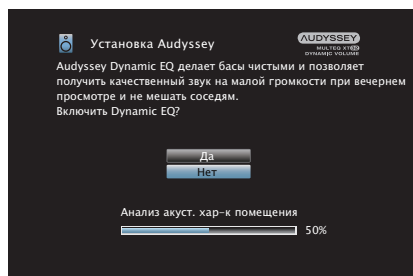 Установка Audyssey
AUDYSSEY
MULTEQ XT32
DYNAMIC VOLUME
Audyssey Dynamic EQ делает басы чистыми и позволяет
получить качественный звук на малой громкости при вечернем
просмотре и не мешать соседям.
Включить Dynamic EQ?
Да
Нет
Анализ акуст. хар-к помещения
50%